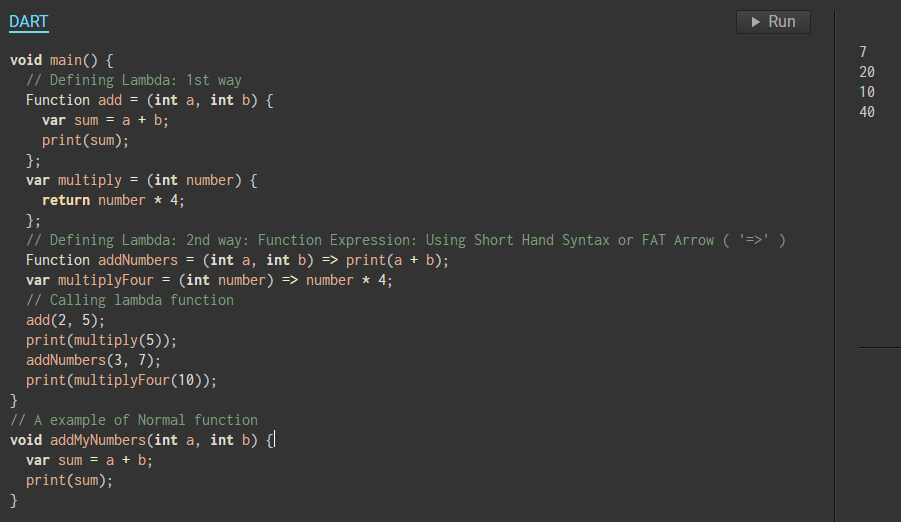 DART
Run
void main() {
  // Defining Lambda: 1st way
  Function add = (int a, int b) {
    var sum = a + b;
    print(sum);
  };
  var multiply = (int number) {
    return number * 4;
  };
  // Defining Lambda: 2nd way: Function Expression: Using Short Hand Syntax or FAT Arrow ( '=>' )
  Function addNumbers = (int a, int b) => print(a + b);
  var multiplyFour = (int number) => number * 4;
  // Calling lambda function
  add(2, 5);
  print(multiply(5));
  addNumbers(3, 7);
  print(multiplyFour(10));
}
// A example of Normal function
void addMyNumbers(int a, int b) {
  var sum = a + b;
  print(sum);
}
7
20
10
40